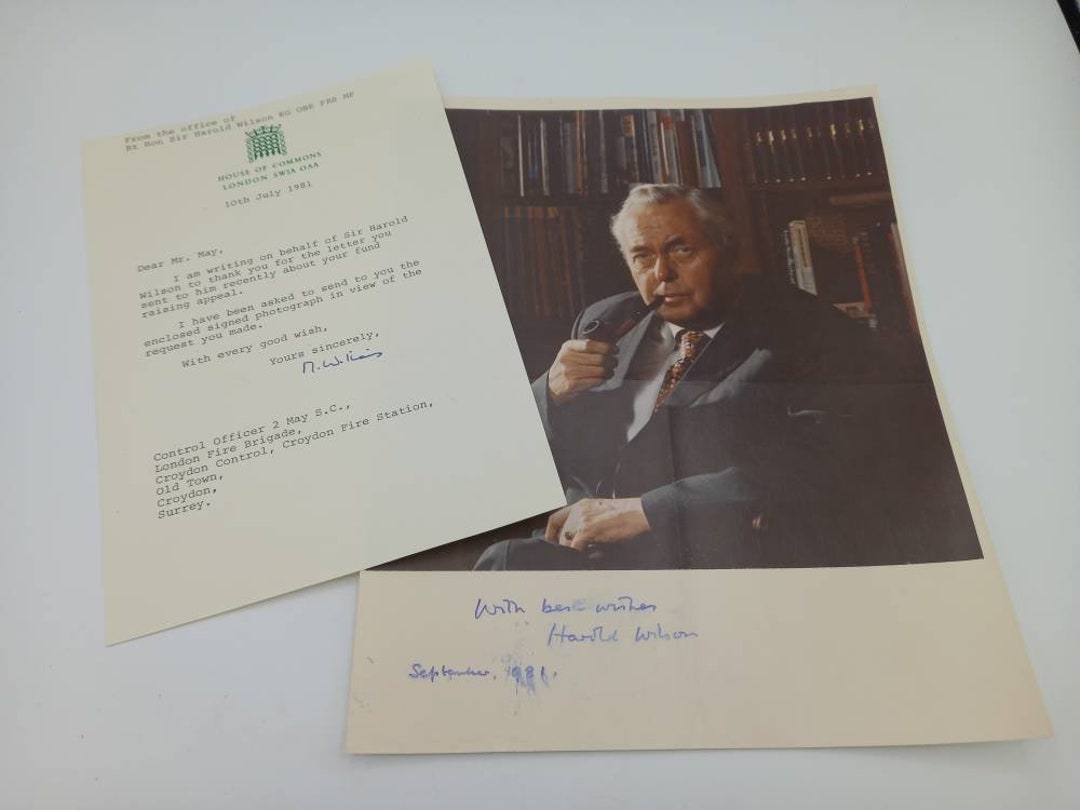 From the office of
Rt Hon Sir Harold Wilson KG OBE FRS MP
HOUSE OF COMMONS
LONDON SW1A 0AA
10th July 1981
Dear Mr. May,
I am writing on behalf of Sir Harold
Wilson to thank you for the letter you
sent to him recently about your fund
raising appeal.
I have been asked to send to you the
enclosed signed photograph in view of the
request you made.
With every good wish,
Yours sincerely,
Control Officer 2 May S.C.,
London Fire Brigade,
Croydon Control, Croydon Fire Station,
Old Town,
Croydon,
Surrey.
With best wishes
Harold Wilson
September, 1981.